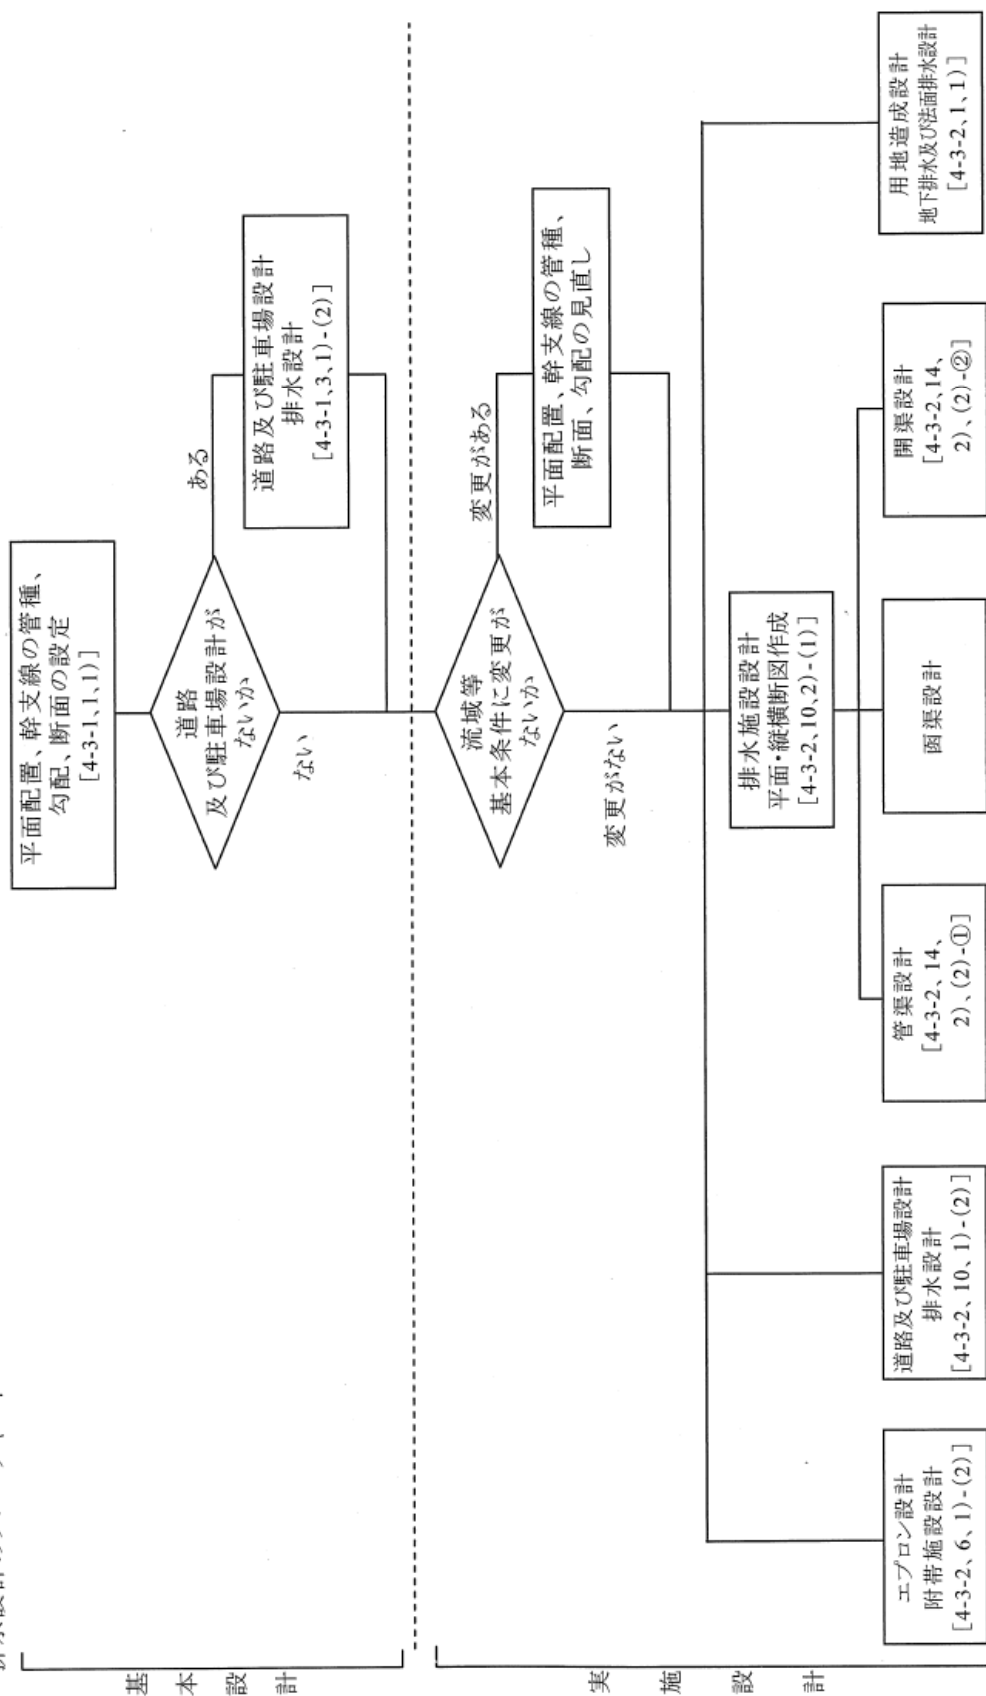 基本設計
平面配置、幹支線の管種、
勾配、断面の設定
[4-3-1、1、1)]
道路
及び駐車場設計が
ないか
ある
ない
道路及び駐車場設計
排水設計
[4-3-1、3、1)-(2)]
実施設計
流域等
基本条件に変更が
ないか
変更がある
変更がない
平面配置、幹支線の管種、
断面、勾配の見直し
排水施設設計
平面・縦横断図作成
[4-3-2、10、2)-(1)]
エプロン設計
附帯施設設計
[4-3-2、6、1)-(2)]
道路及び駐車場設計
排水設計
[4-3-2、10、1)-(2)]
管渠設計
[4-3-2、14、
2)、(2)-①]
函渠設計
開渠設計
[4-3-2、14、
2)、(2)-②]
用地造成設計
地下排水及び法面排水設計
[4-3-2、1、1)]